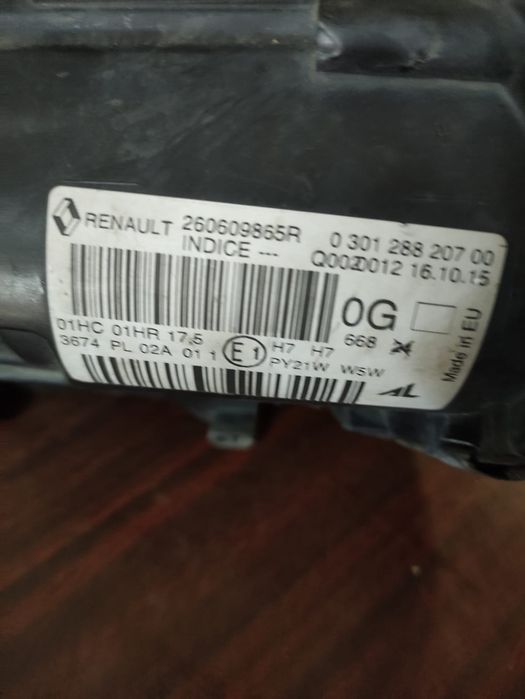 RENAULT 260609865R 0 301 288 207 00
INDICE --- Q0020012 16.10.15
0G
668
01HC 01HR 17,5 E1 H7 H7
3674 PL 02A 01 1 PY21W W5W
AL
Made in EU